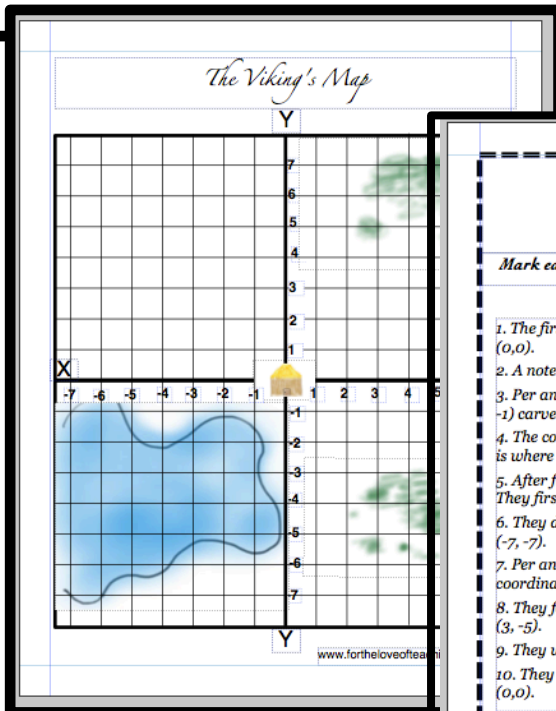 The Viking's Map
Y
7
6
5
4
3
2
1
X
-7 -6 -5 -4 -3 -2 -1 1 2 3 4 5
-1
-2
-3
-4
-5
-6
-7
Y
www.fortheloveofteachi
Mark ea
1. The fir
(0,0).
2. A note
3. Per an
-1) carve
4. The co
is where
5. After f
They firs
6. They a
(-7, -7).
7. Per an
coordina
8. They f
(3, -5).
9. They u
10. They
(0,0).